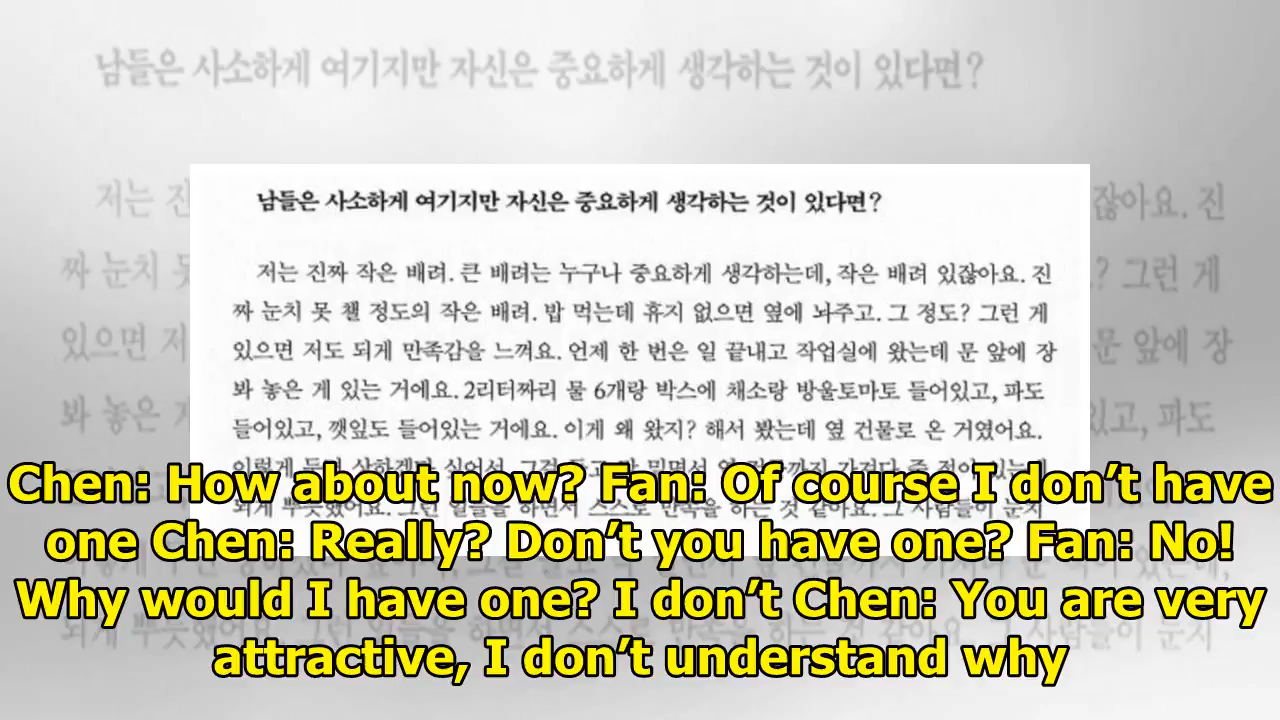 남들은 사소하게 여기지만 자신은 중요하게 생각하는 것이 있다면?
남들은 사소하게 여기지만 자신은 중요하게 생각하는 것이 있다면?
저는 진짜 작은 배려. 큰 배려는 누구나 중요하게 생각하는데, 작은 배려 있잖아요. 진
짜 눈치 못 챌 정도의 작은 배려. 밥 먹는데 휴지 없으면 옆에 놔주고. 그 정도? 그런 게
있으면 저도 되게 만족감을 느껴요. 언제 한 번은 일 끝내고 작업실에 왔는데 문 앞에 장
봐 놓은 게 있는 거에요. 2리터짜리 물 6개랑 박스에 채소랑 방울토마토 들어있고, 파도
들어있고, 깻잎도 들어있는 거에요. 이게 왜 왔지? 해서 봤는데 옆 건물로 온 거였어요.
Chen: How about now? Fan: Of course I don’t have
one Chen: Really? Don’t you have one? Fan: No!
Why would I have one? I don’t Chen: You are very
attractive, I don’t understand why